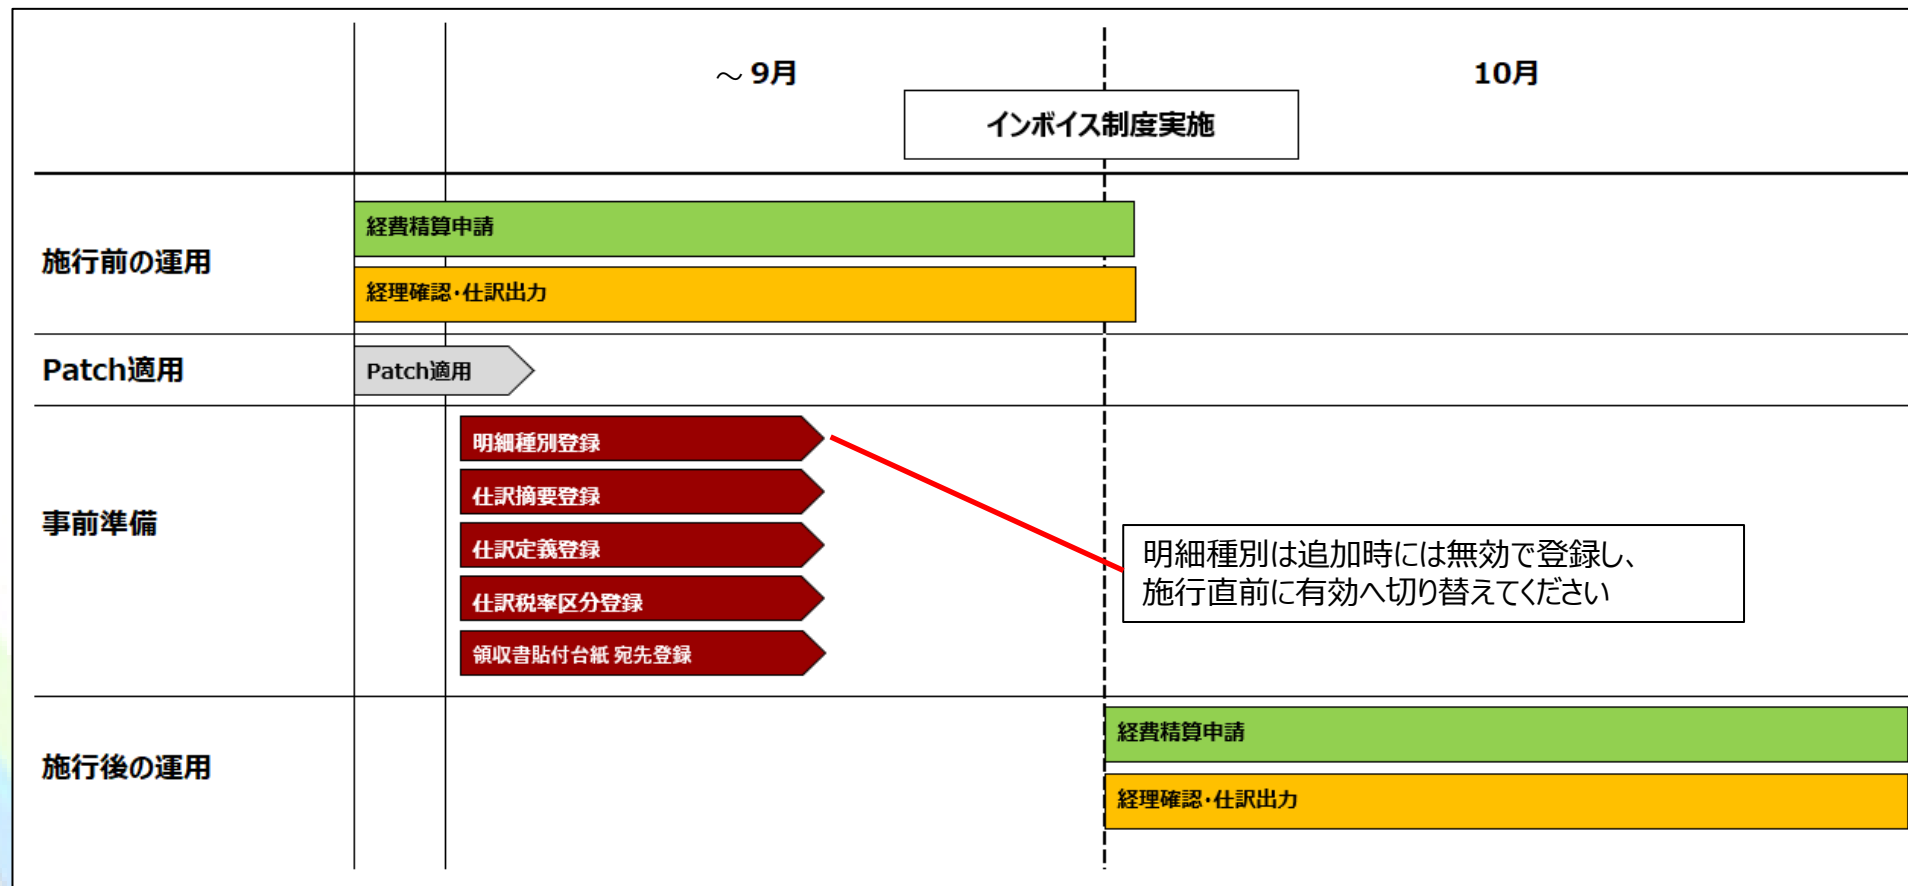 ～ 9月
10月
インボイス制度実施
施行前の運用
経費精算申請
経理確認・仕訳出力
Patch適用
Patch適用
事前準備
明細種別登録
仕訳摘要登録
仕訳定義登録
仕訳税率区分登録
領収書貼付台紙 宛先登録
明細種別は追加時には無効で登録し、
施行直前に有効へ切り替えてください
施行後の運用
経費精算申請
経理確認・仕訳出力